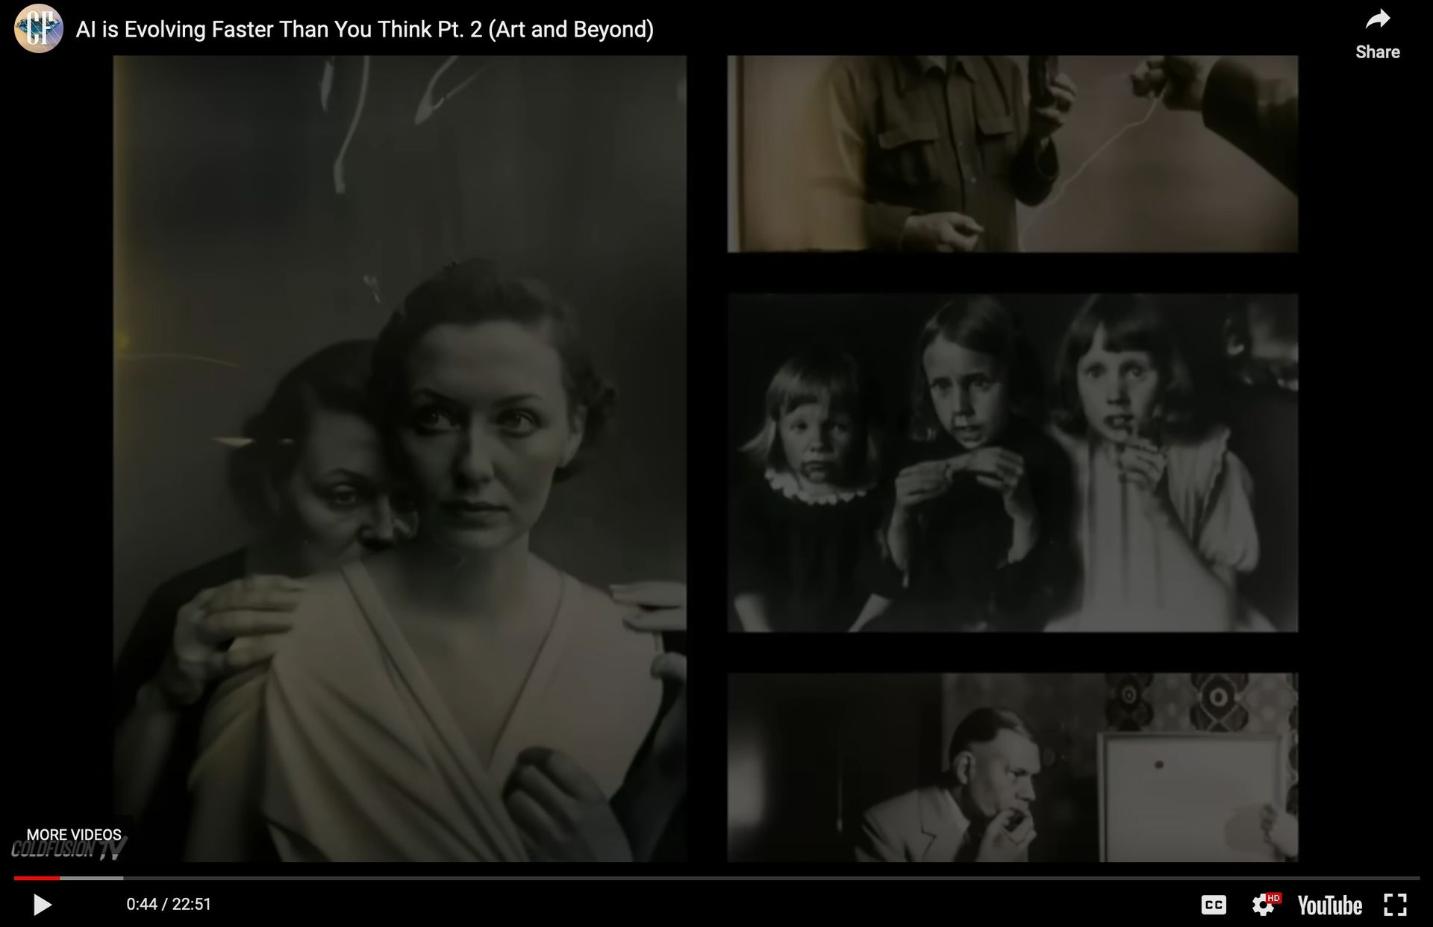 CF
AI is Evolving Faster Than You Think Pt. 2 (Art and Beyond)
Share
MORE VIDEOS
COLDFUSION TV
0:44 / 22:51
CC
HD
YouTube